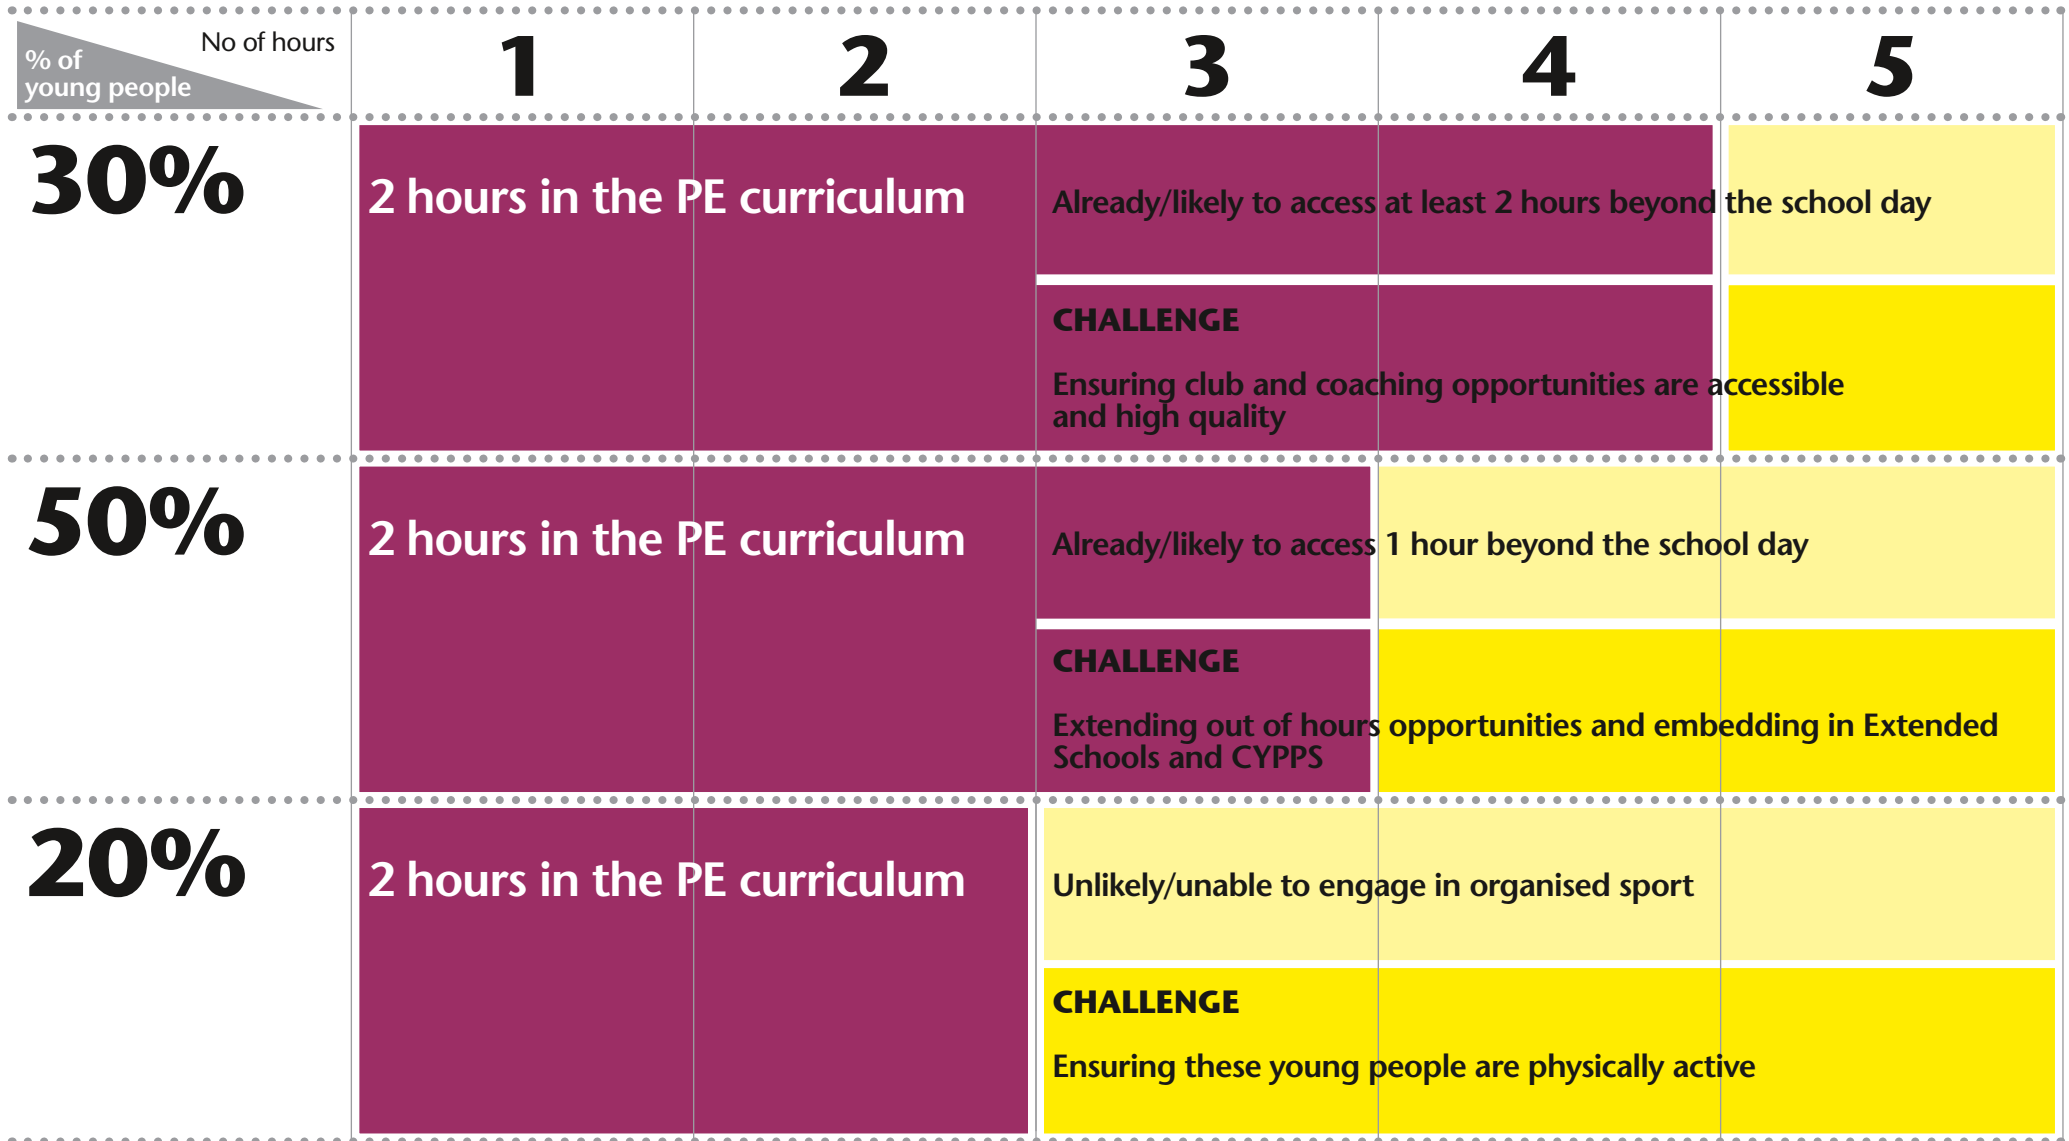 No of hours
% of
young people
1
2
3
4
5
30%
2 hours in the PE curriculum
Already/likely to access at least 2 hours beyond the school day
CHALLENGE
Ensuring club and coaching opportunities are accessible
and high quality
50%
2 hours in the PE curriculum
Already/likely to access 1 hour beyond the school day
CHALLENGE
Extending out of hours opportunities and embedding in Extended
Schools and CYPPS
20%
2 hours in the PE curriculum
Unlikely/unable to engage in organised sport
CHALLENGE
Ensuring these young people are physically active